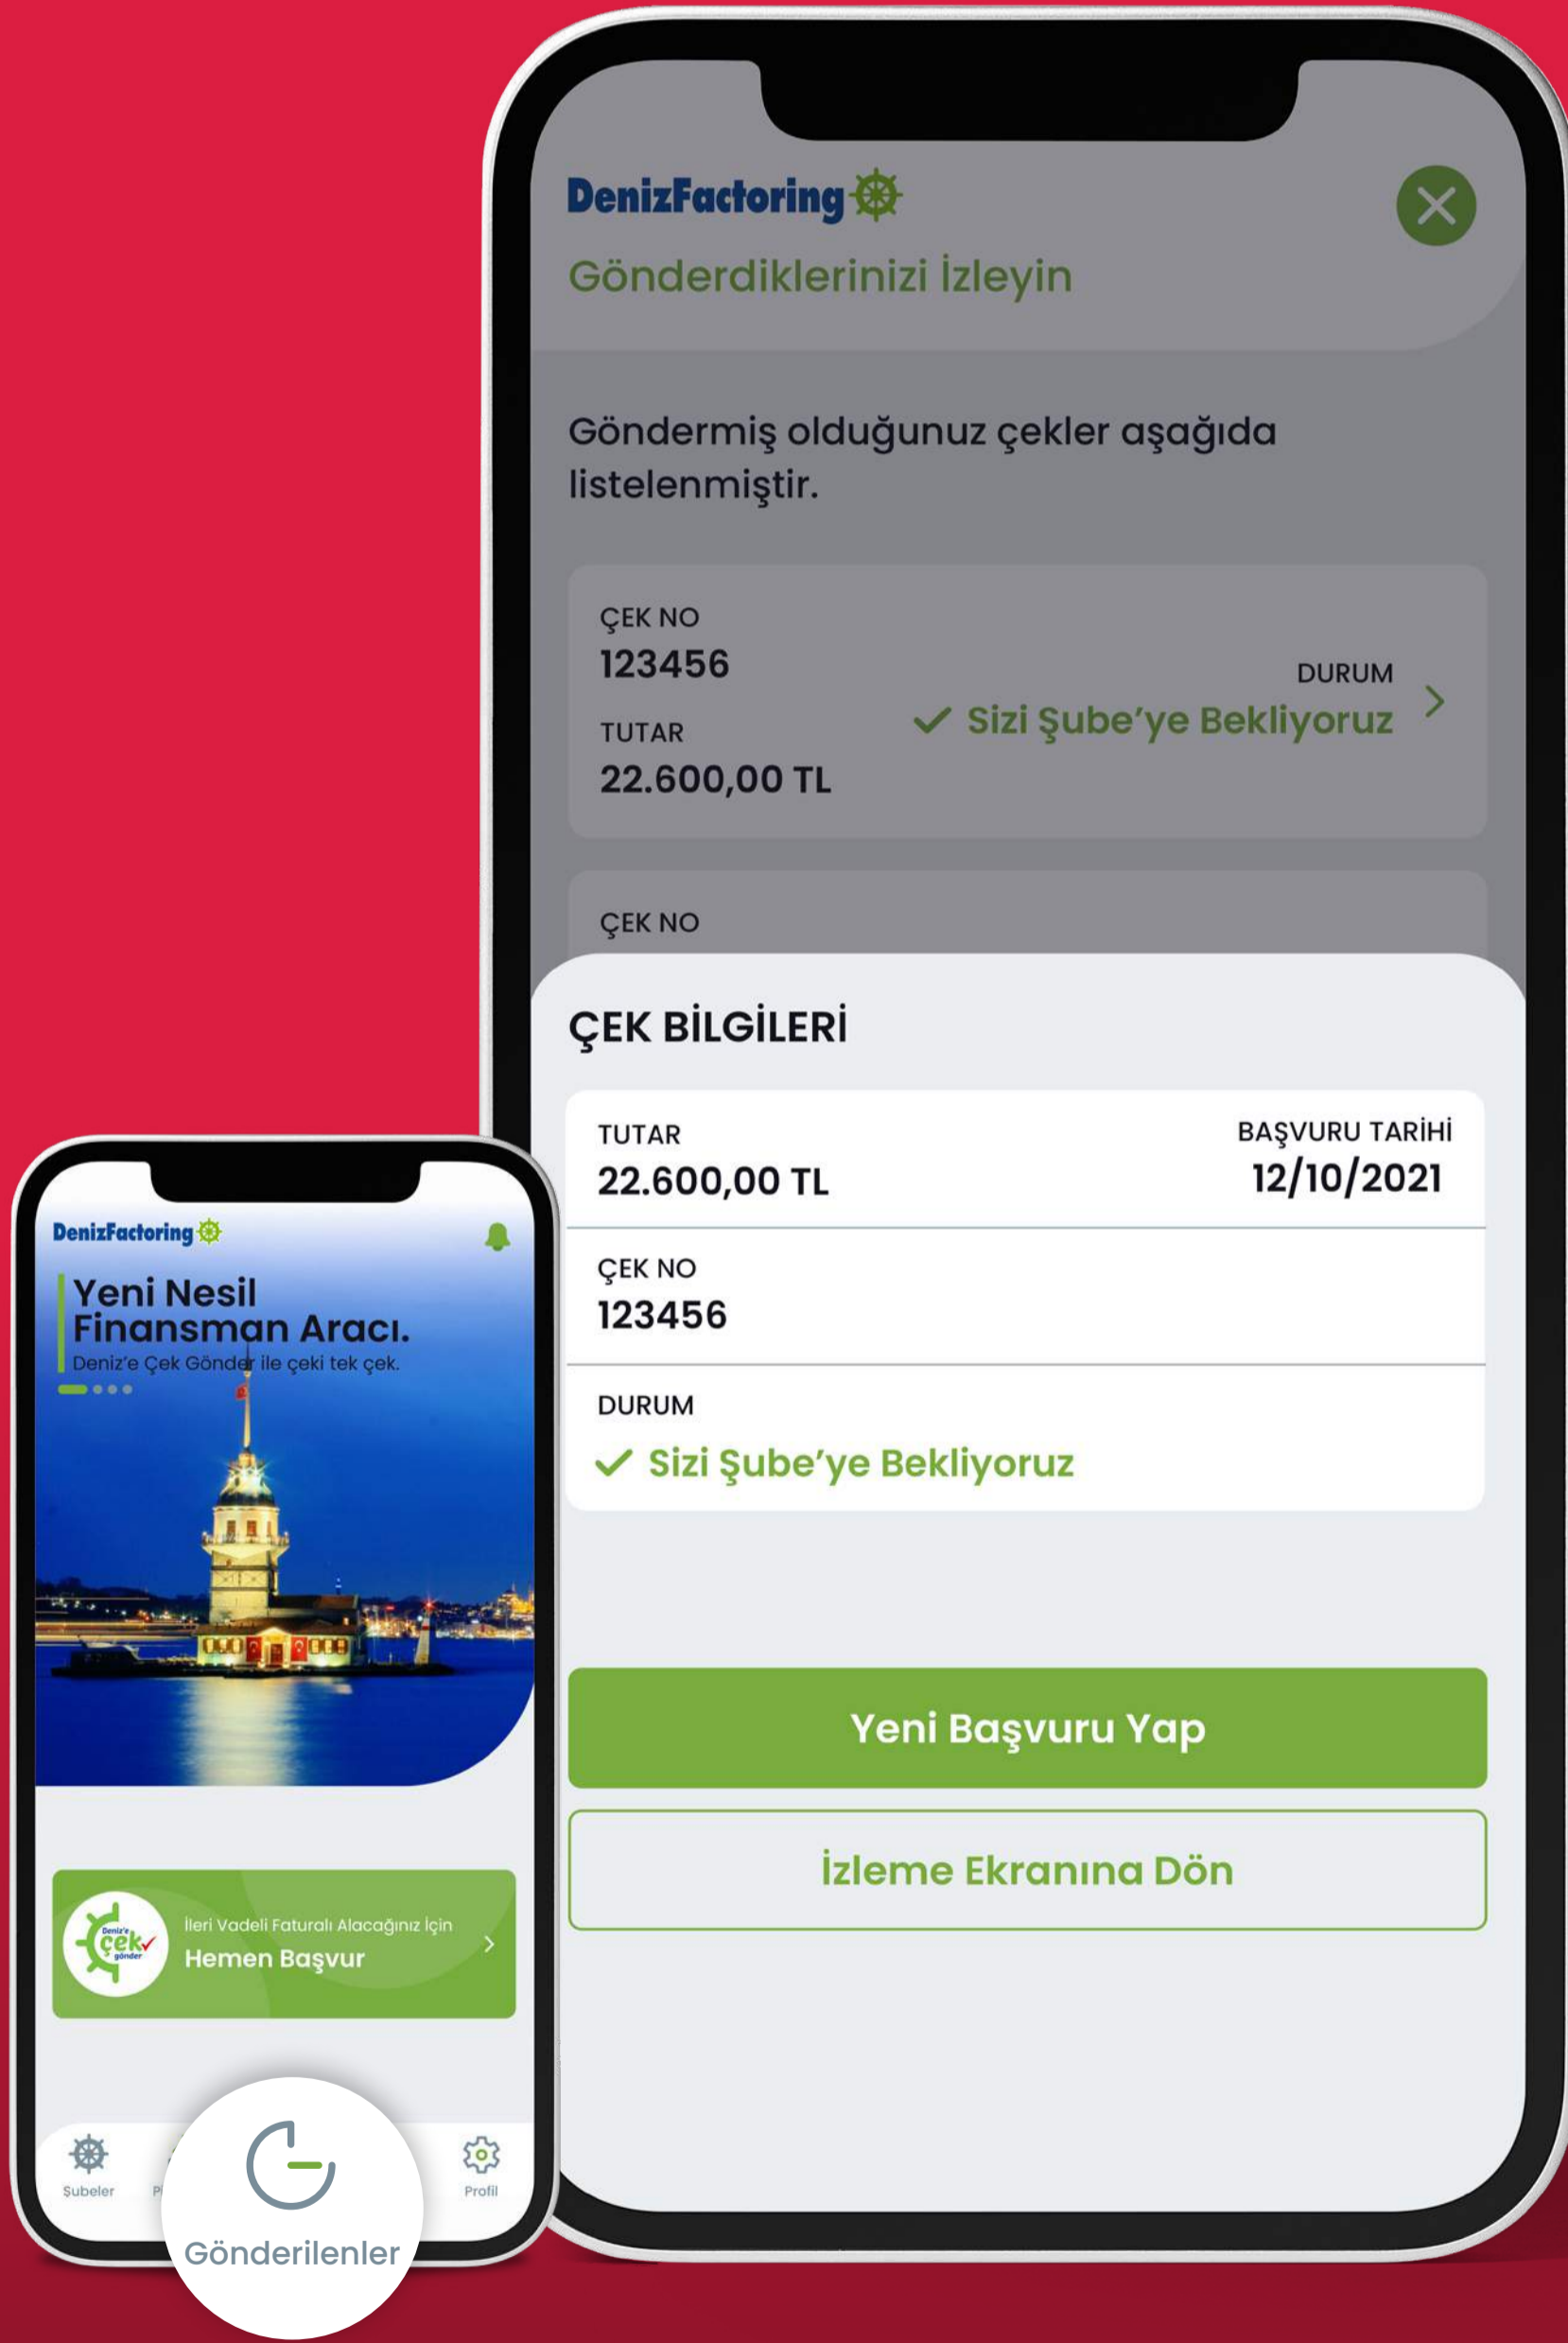 DenizFactoring
Gönderdiklerinizi İzleyin
Göndermiş olduğunuz çekler aşağıda
listelenmiştir.
ÇEK NO
123456
TUTAR
22.600,00 TL
DURUM
Sizi Şube'ye Bekliyoruz
ÇEK NO
ÇEK BİLGİLERİ
TUTAR
22.600,00 TL
BAŞVURU TARİHİ
12/10/2021
ÇEK NO
123456
DURUM
Sizi Şube'ye Bekliyoruz
Yeni Başvuru Yap
İzleme Ekranına Dön
DenizFactoring
Yeni Nesil
Finansman Aracı.
Deniz'e Çek Gönder ile çeki tek çek.
Deniz'e
çek
gönder
İleri Vadeli Faturalı Alacağınız İçin
Hemen Başvur
Şubeler
Profil
Gönderilenler